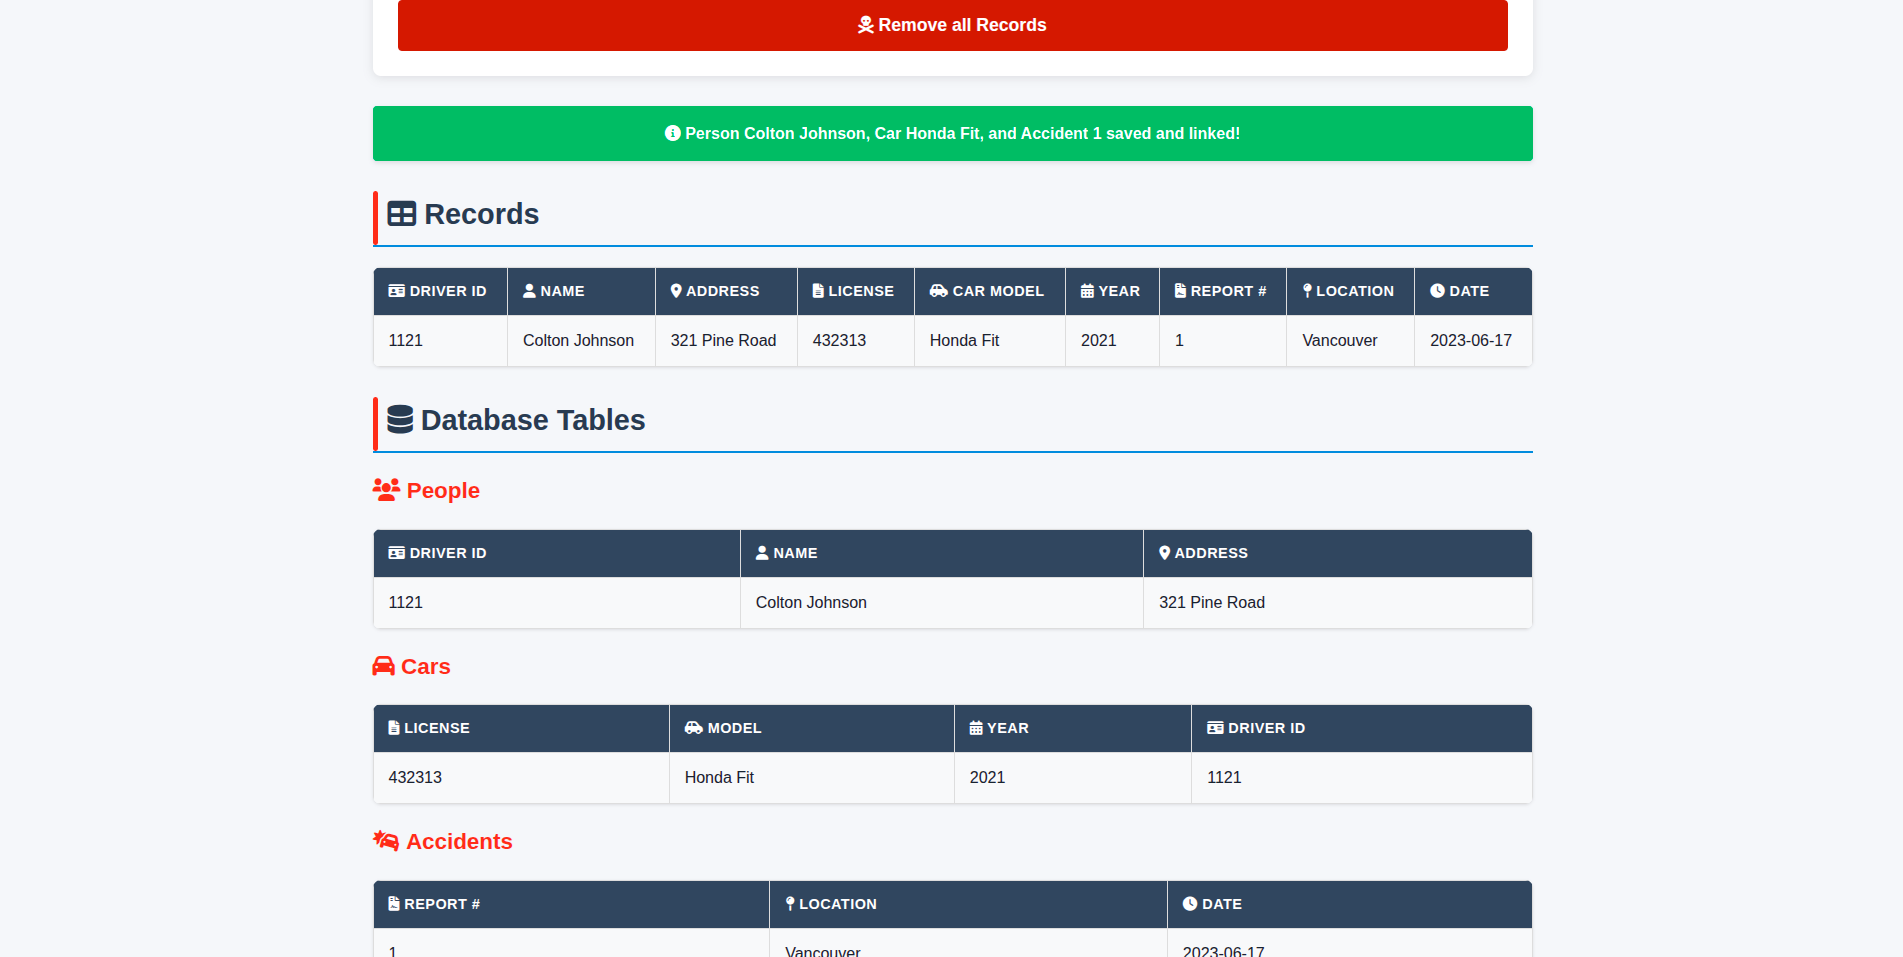 Remove all Records
Person Colton Johnson, Car Honda Fit, and Accident 1 saved and linked!
Records
DRIVER ID NAME ADDRESS LICENSE CAR MODEL YEAR REPORT # LOCATION DATE
1121 Colton Johnson 321 Pine Road 432313 Honda Fit 2021 1 Vancouver 2023-06-17
Database Tables
People
DRIVER ID NAME ADDRESS
1121 Colton Johnson 321 Pine Road
Cars
LICENSE MODEL YEAR DRIVER ID
432313 Honda Fit 2021 1121
Accidents
REPORT # LOCATION DATE
1 Vancouver 2023-06-17